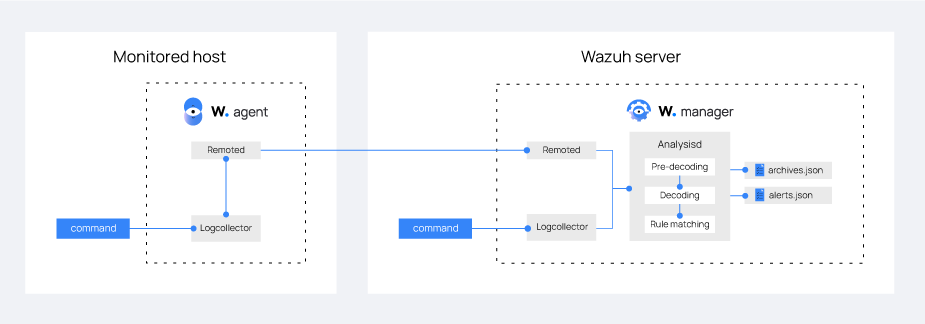 Monitored host
W. agent
Remoted
Logcollector
command
Wazuh server
W. manager
Remoted
Logcollector
command
Analysisd
Pre-decoding
Decoding
Rule matching
archives.json
alerts.json